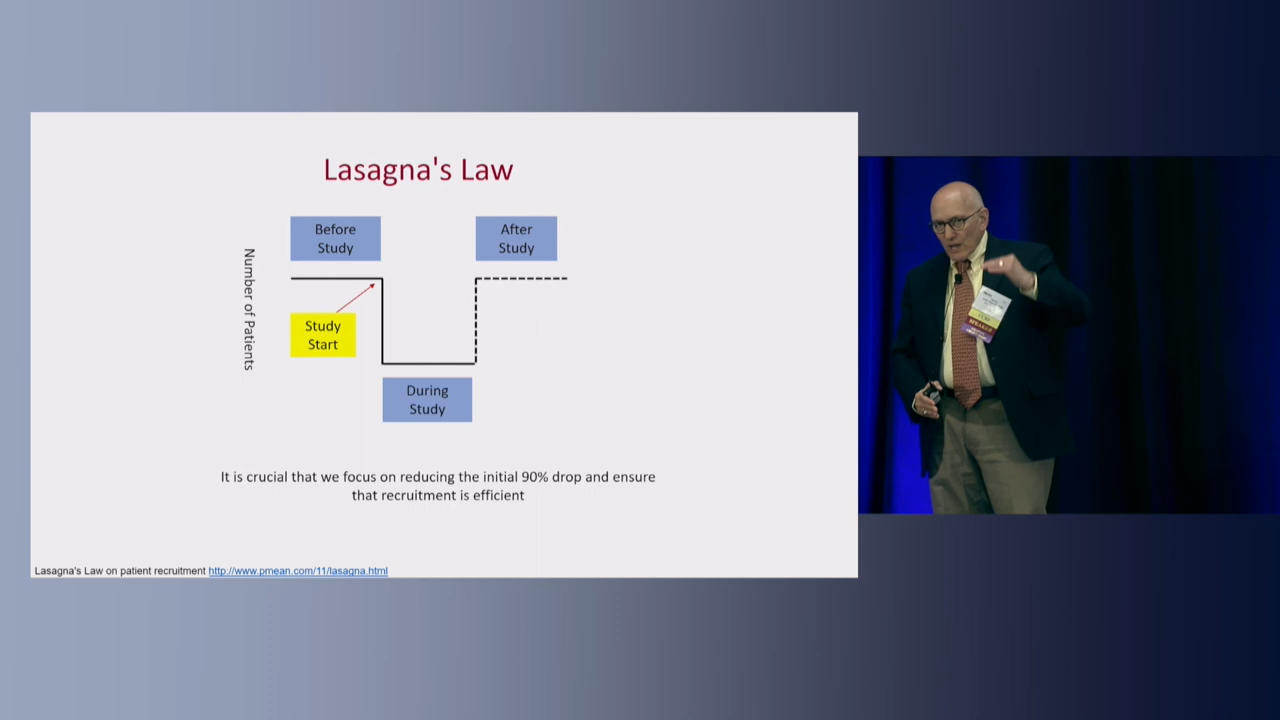 Lasagna's Law
Before
Study
After
Study
Number of Patients
Study
Start
During
Study
It is crucial that we focus on reducing the initial 90% drop and ensure
that recruitment is efficient
Lasagna's Law on patient recruitment http://www.pmean.com/11/lasagna.html
SPEAKER